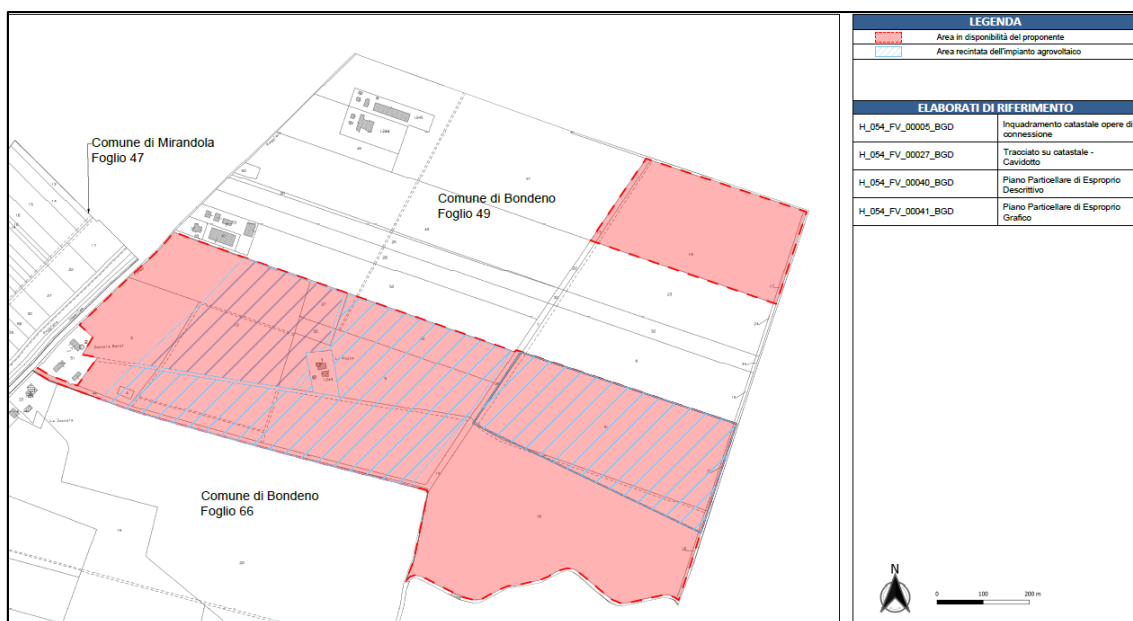 Comune di Mirandola
Foglio 47
Comune di Bondeno
Foglio 49
Comune di Bondeno
Foglio 66
LEGENDA
Area in disponibilità del proponente
Area recintata dell'impianto agrovoltaico
ELABORATI DI RIFERIMENTO
H_054_FV_00005_BGD
Inquadramento catastale opere di
connessione
H_054_FV_00027_BGD
Tracciato su catastale -
Cavidotto
H_054_FV_00040_BGD
Piano Particellare di Esproprio
Descrittivo
H_054_FV_00041_BGD
Piano Particellare di Esproprio
Grafico
N
0 100 200 m